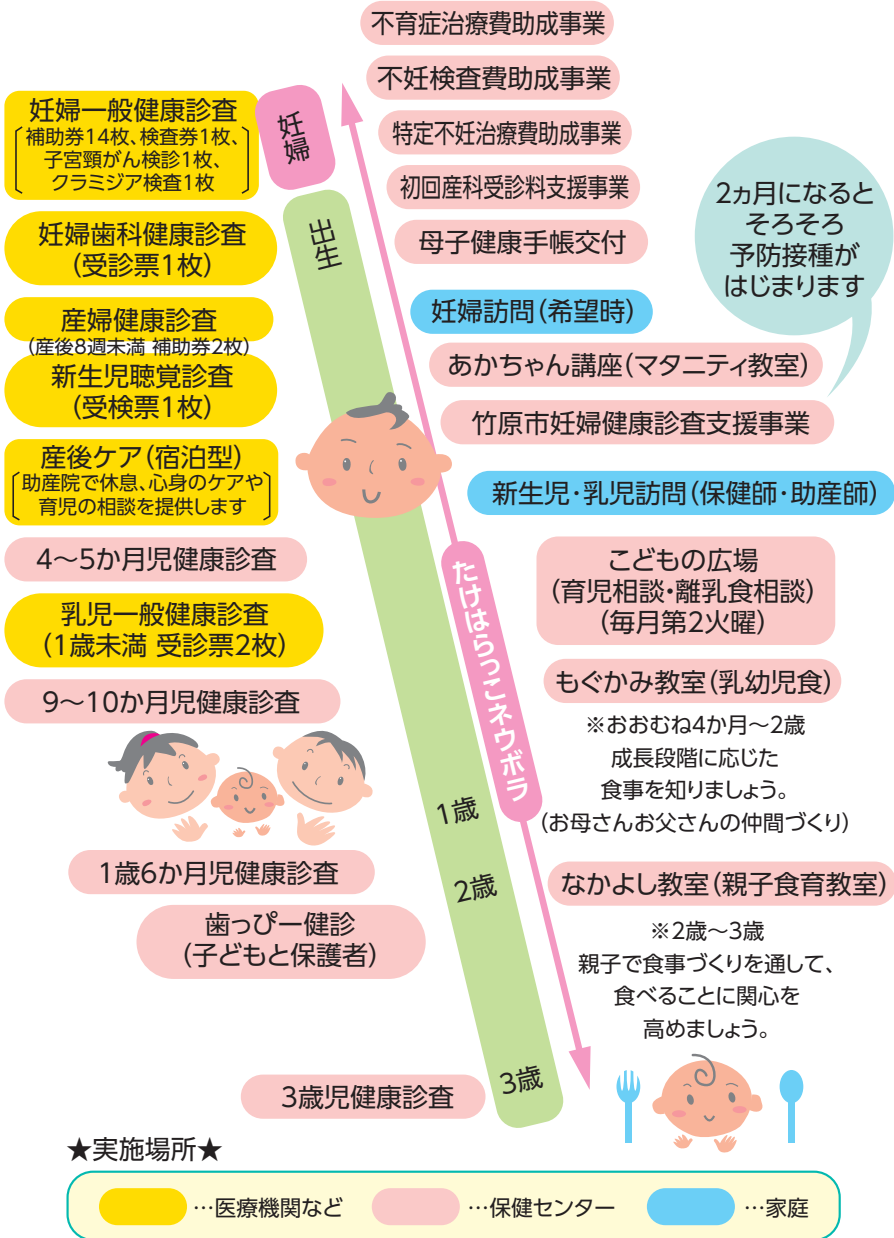 妊婦
出生
1歳
2歳
3歳
たけはらっこネウボラ
妊婦一般健康診査
補助券14枚、検査券1枚、
子宮頸がん検診1枚、
クラミジア検査1枚
妊婦歯科健康診査
(受診票1枚)
産婦健康診査
(産後8週未満 補助券2枚)
新生児聴覚診査
(受検票1枚)
産後ケア(宿泊型)
助産院で休息、心身のケアや
育児の相談を提供します
4～5か月児健康診査
乳児一般健康診査
(1歳未満 受診票2枚)
9～10か月児健康診査
1歳6か月児健康診査
歯っぴー健診
(子どもと保護者)
3歳児健康診査
不育症治療費助成事業
不妊検査費助成事業
特定不妊治療費助成事業
初回産科受診料支援事業
母子健康手帳交付
妊婦訪問(希望時)
あかちゃん講座(マタニティ教室)
竹原市妊婦健康診査支援事業
2ヵ月になると
そろそろ
予防接種が
はじまります
新生児・乳児訪問(保健師・助産師)
こどもの広場
(育児相談・離乳食相談)
(毎月第2火曜)
もぐかみ教室(乳幼児食)
※おおむね4か月～2歳
成長段階に応じた
食事を知りましょう。
(お母さんお父さんの仲間づくり)
なかよし教室(親子食育教室)
※2歳～3歳
親子で食事づくりを通して、
食べることに関心を
高めましょう。
★実施場所★
…医療機関など …保健センター …家庭